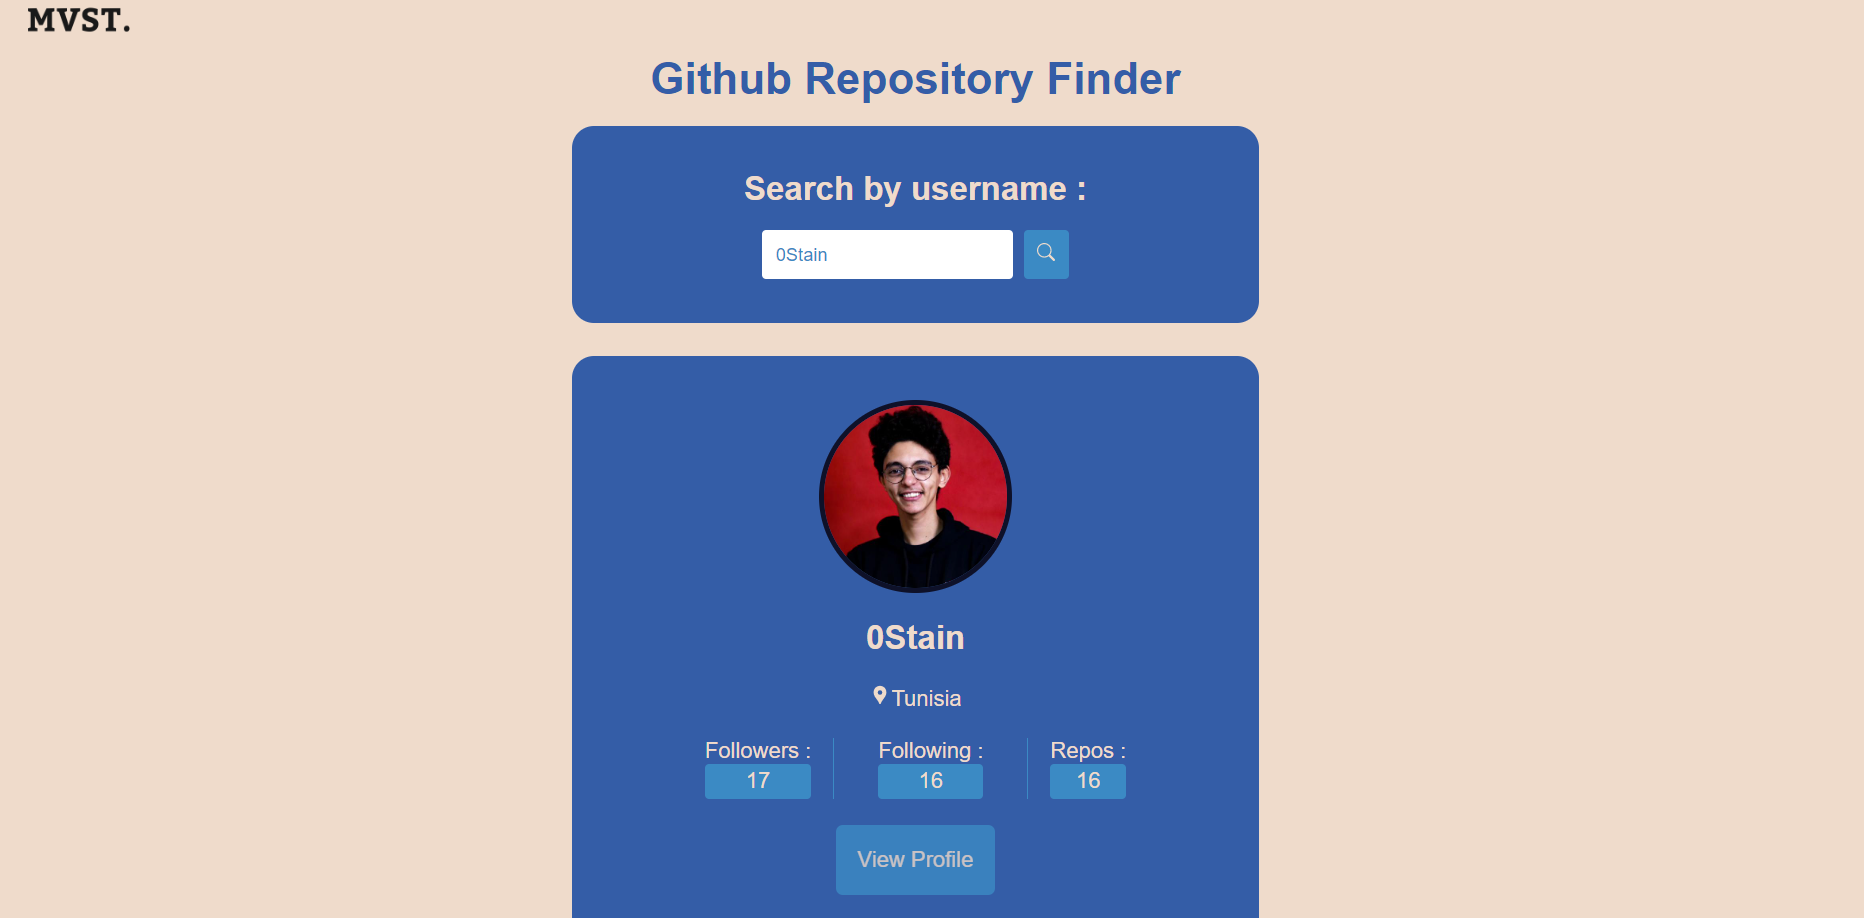 MVST.
Github Repository Finder
Search by username :
0Stain
0Stain
Tunisia
Followers : Following : Repos :
17 16 16
View Profile